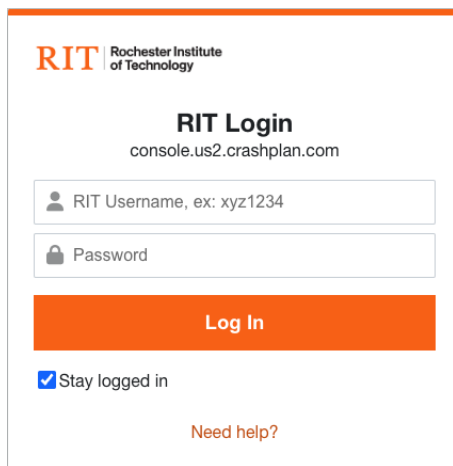 RIT Rochester Institute
of Technology
RIT Login
console.us2.crashplan.com
RIT Username, ex: xyz1234
Password
Log In
Stay logged in
Need help?